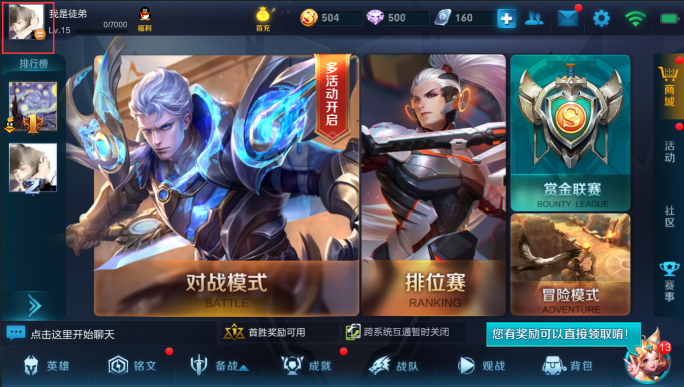 我是徒弟
Lv.15
0/7000
福利
首充
504
500
160
排行榜
1
2
多活动开启
对战模式
BATTLE
排位赛
RANKING
赏金联赛
BOUNTY LEAGUE
冒险模式
ADVENTURE
商城
活动
社区
赛事
点击这里开始聊天
首胜奖励可用
跨系统互通暂时关闭
您有奖励可以直接领取唷!
英雄
铭文
备战
成就
战队
观战
背包
13